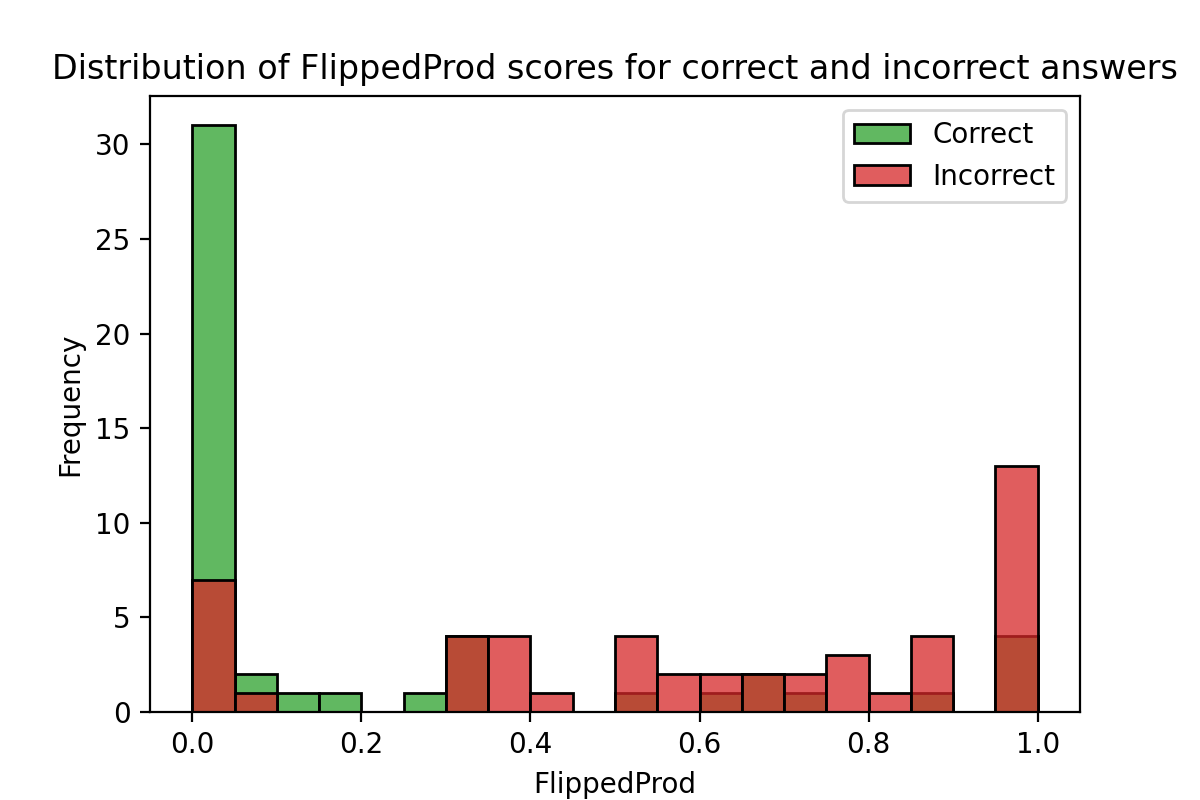 Distribution of FlippedProd scores for correct and incorrect answers
Correct
Incorrect
30
25
20
15
10
5
0
Frequency
0.0 0.2 0.4 0.6 0.8 1.0
FlippedProd